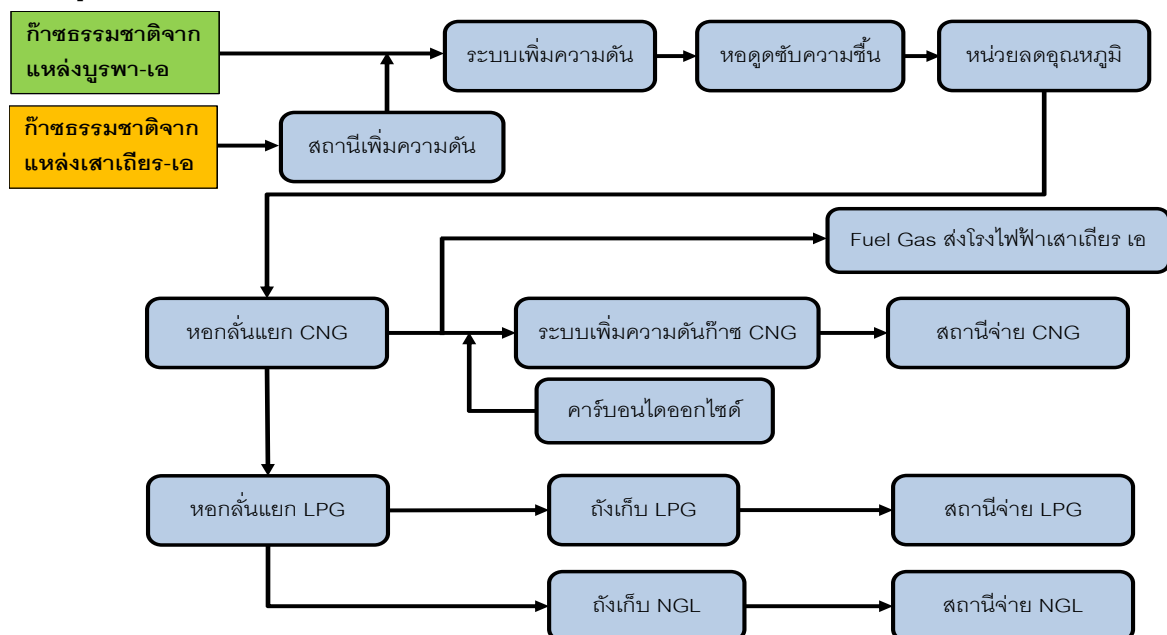 ก๊าซธรรมชาติจาก
แหล่งบูรพา-เอ
ระบบเพิ่มความดัน
หอดูดซับความชื้น
หน่วยลดอุณหภูมิ
ก๊าซธรรมชาติจาก
แหล่งเสาเถียร-เอ
สถานีเพิ่มความดัน
Fuel Gas ส่งโรงไฟฟ้าเสาเถียร เอ
หอกลั่นแยก CNG
ระบบเพิ่มความดันก๊าซ CNG
สถานีจ่าย CNG
คาร์บอนไดออกไซด์
หอกลั่นแยก LPG
ถังเก็บ LPG
สถานีจ่าย LPG
ถังเก็บ NGL
สถานีจ่าย NGL